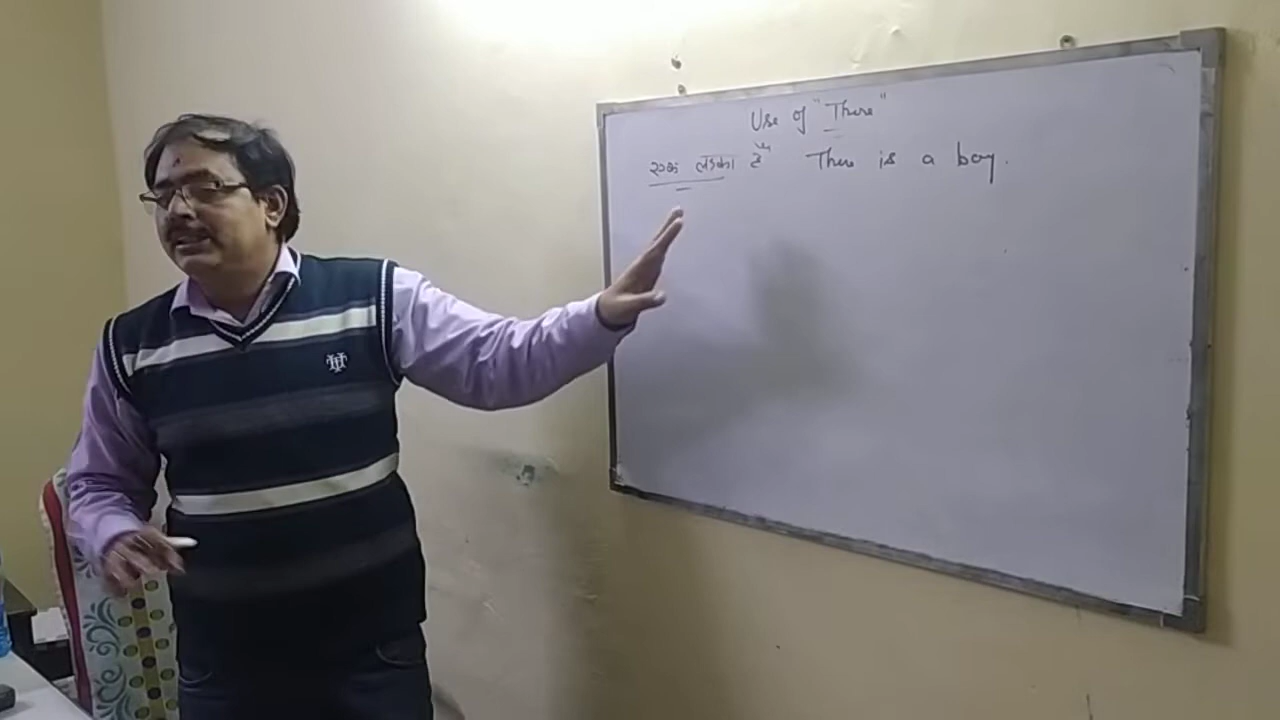 Use of "There"
एक लड़का है There is a boy.